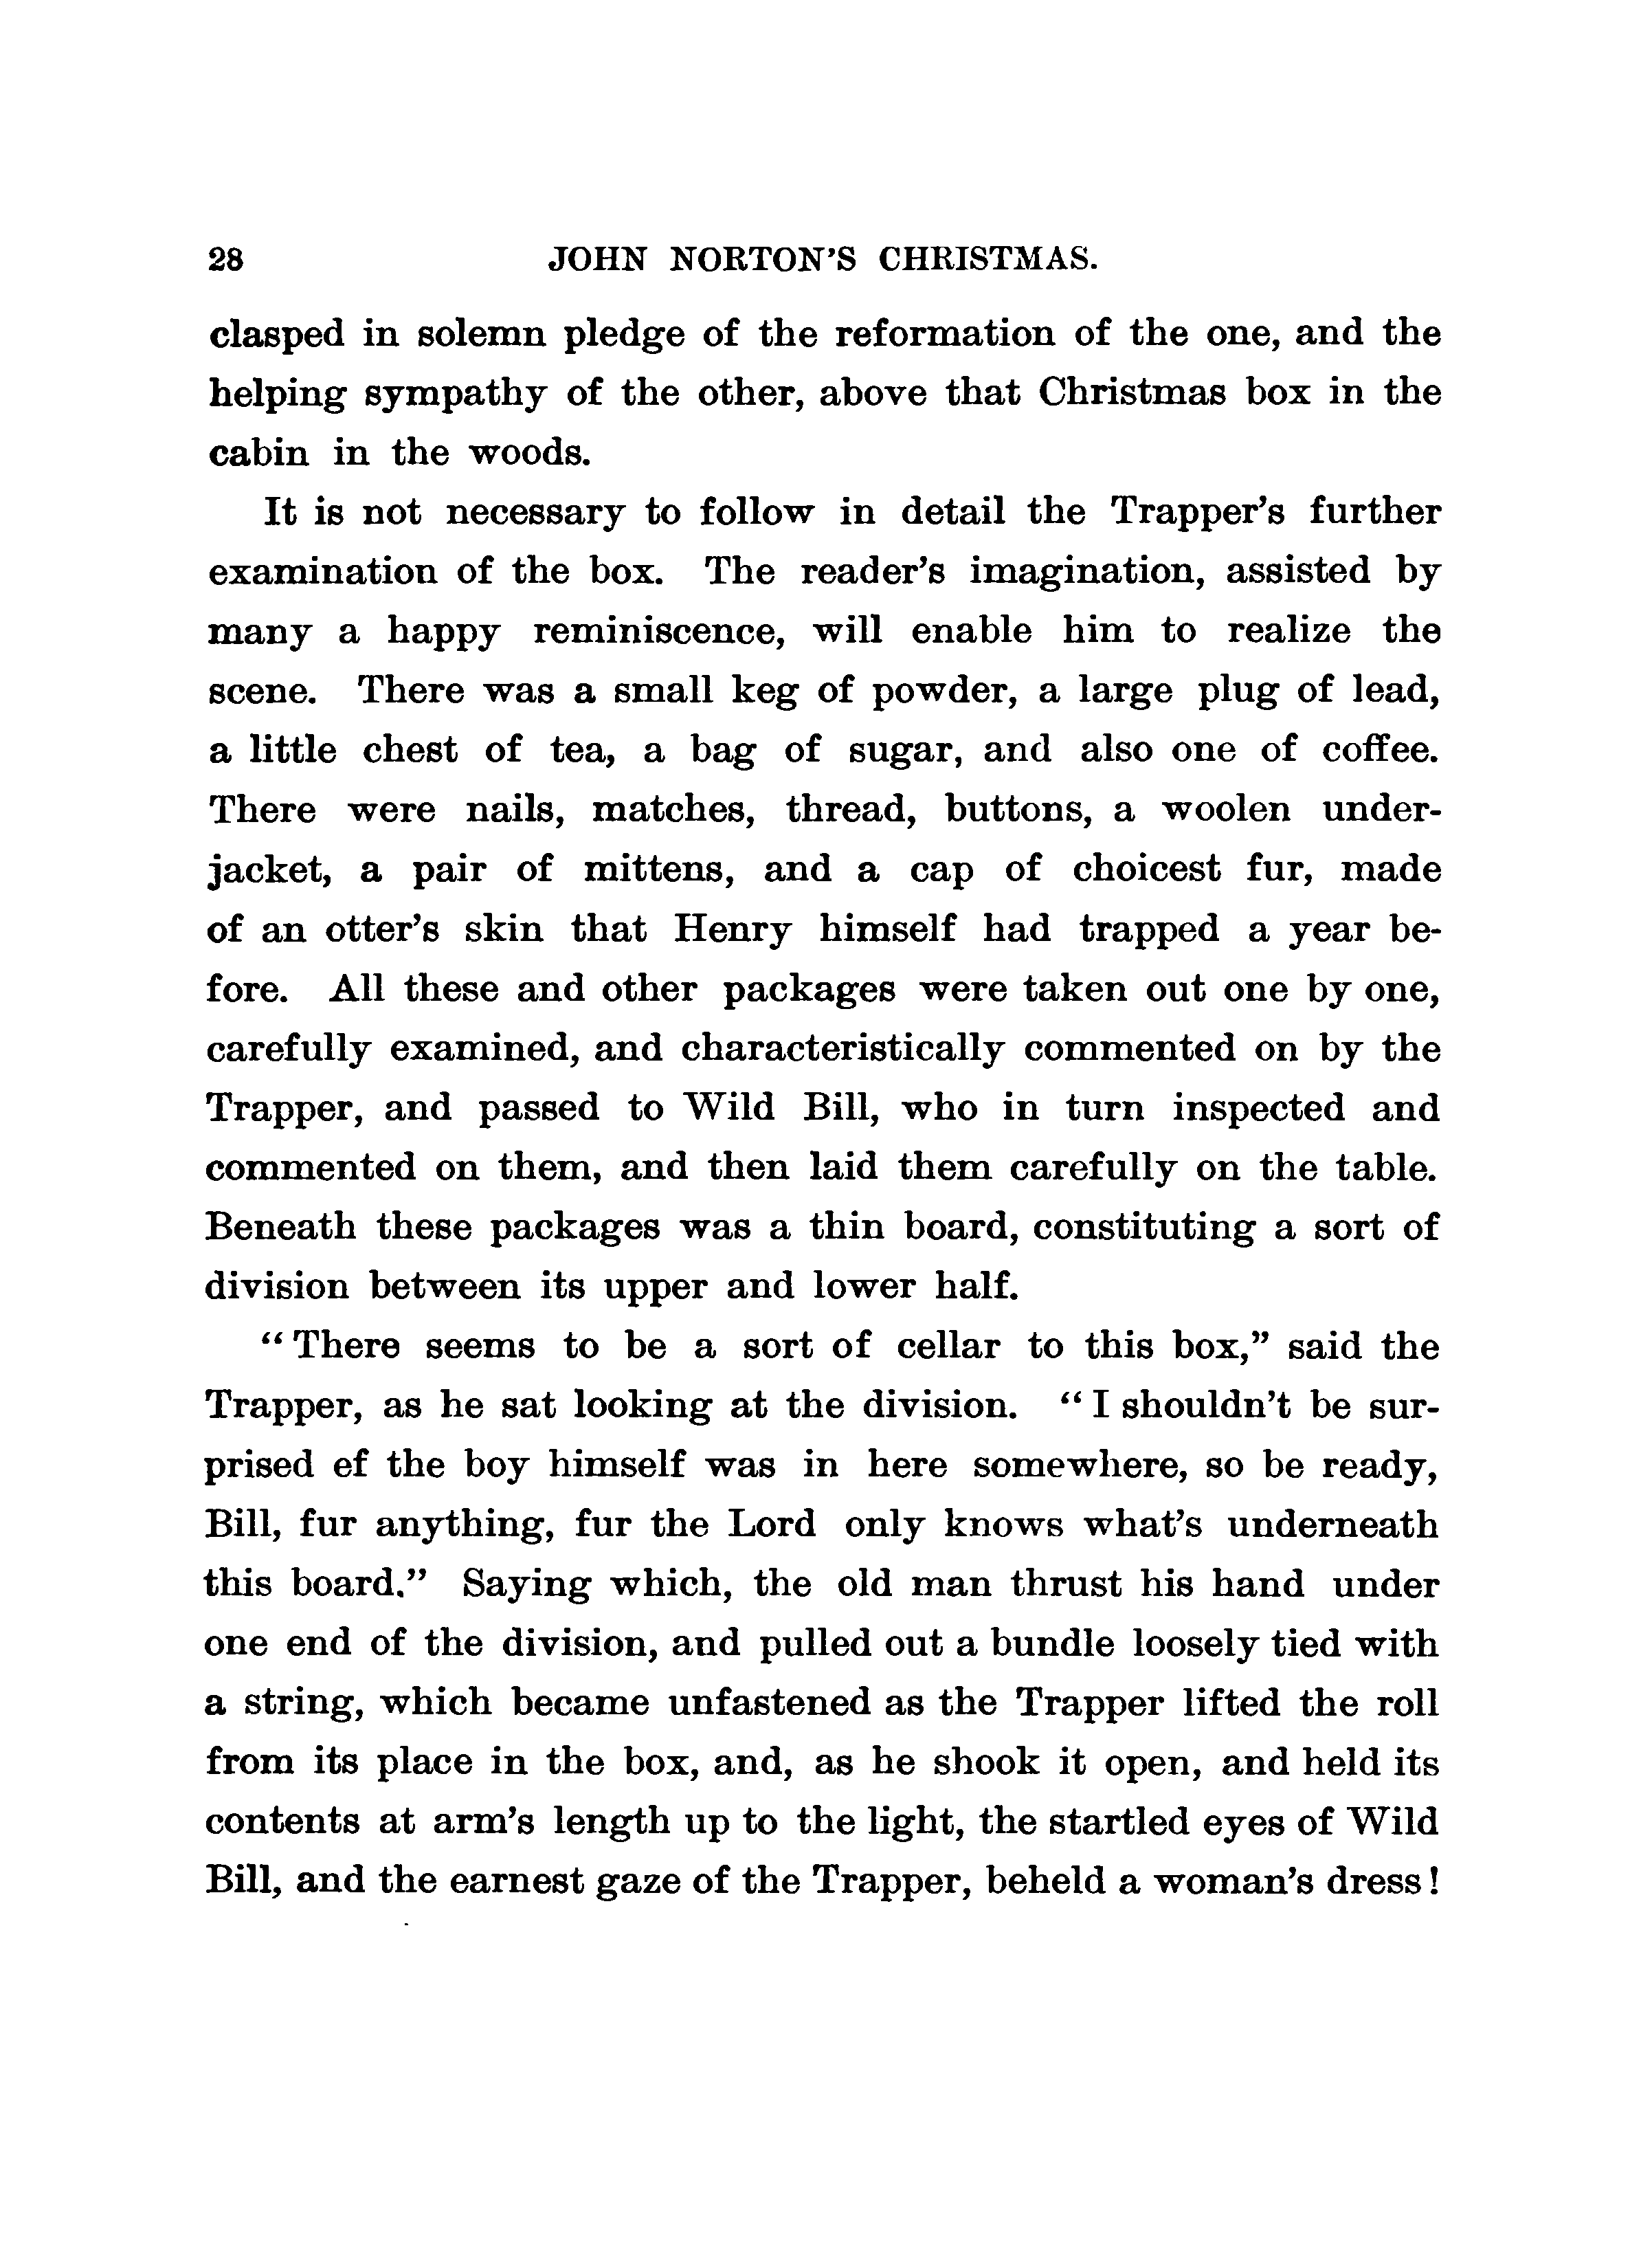 28 JOHN NORTON'S CHRISTMAS.
clasped in solemn pledge of the reformation of the one, and the
helping sympathy of the other, above that Christmas box in the
cabin in the woods.
It is not necessary to follow in detail the Trapper's further
examination of the box. The reader's imagination, assisted by
many a happy reminiscence, will enable him to realize the
scene. There was a small keg of powder, a large plug of lead,
a little chest of tea, a bag of sugar, and also one of coffee.
There were nails, matches, thread, buttons, a woolen under-
jacket, a pair of mittens, and a cap of choicest fur, made
of an otter's skin that Henry himself had trapped a year be-
fore. All these and other packages were taken out one by one,
carefully examined, and characteristically commented on by the
Trapper, and passed to Wild Bill, who in turn inspected and
commented on them, and then laid them carefully on the table.
Beneath these packages was a thin board, constituting a sort of
division between its upper and lower half.
"There seems to be a sort of cellar to this box," said the
Trapper, as he sat looking at the division. "I shouldn't be sur-
prised ef the boy himself was in here somewhere, so be ready,
Bill, fur anything, fur the Lord only knows what's underneath
this board." Saying which, the old man thrust his hand under
one end of the division, and pulled out a bundle loosely tied with
a string, which became unfastened as the Trapper lifted the roll
from its place in the box, and, as he shook it open, and held its
contents at arm's length up to the light, the startled eyes of Wild
Bill, and the earnest gaze of the Trapper, beheld a woman's dress!